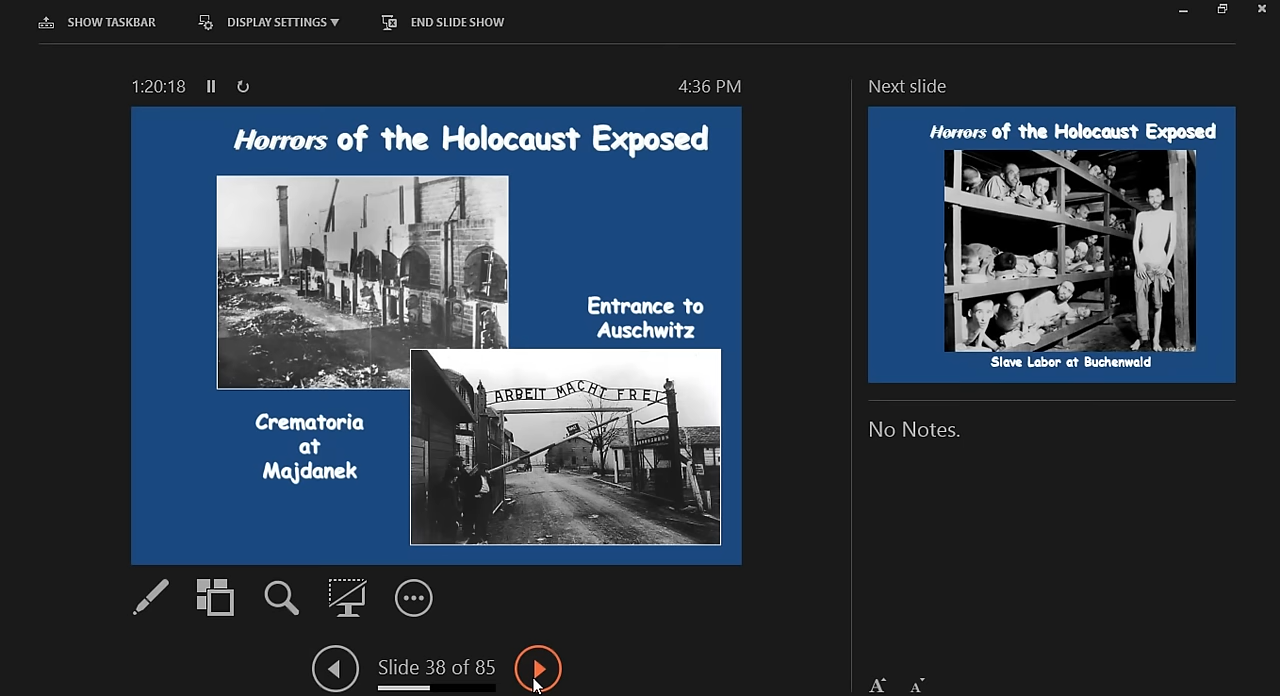 SHOW TASKBAR
DISPLAY SETTINGS ▼
END SLIDE SHOW
1:20:18
4:36 PM
Horrors of the Holocaust Exposed
Entrance to
Auschwitz
ARBEIT MACHT FREI
Crematoria
at
Majdanek
Slide 38 of 85
Next slide
Horrors of the Holocaust Exposed
Slave Labor at Buchenwald
No Notes.
A A